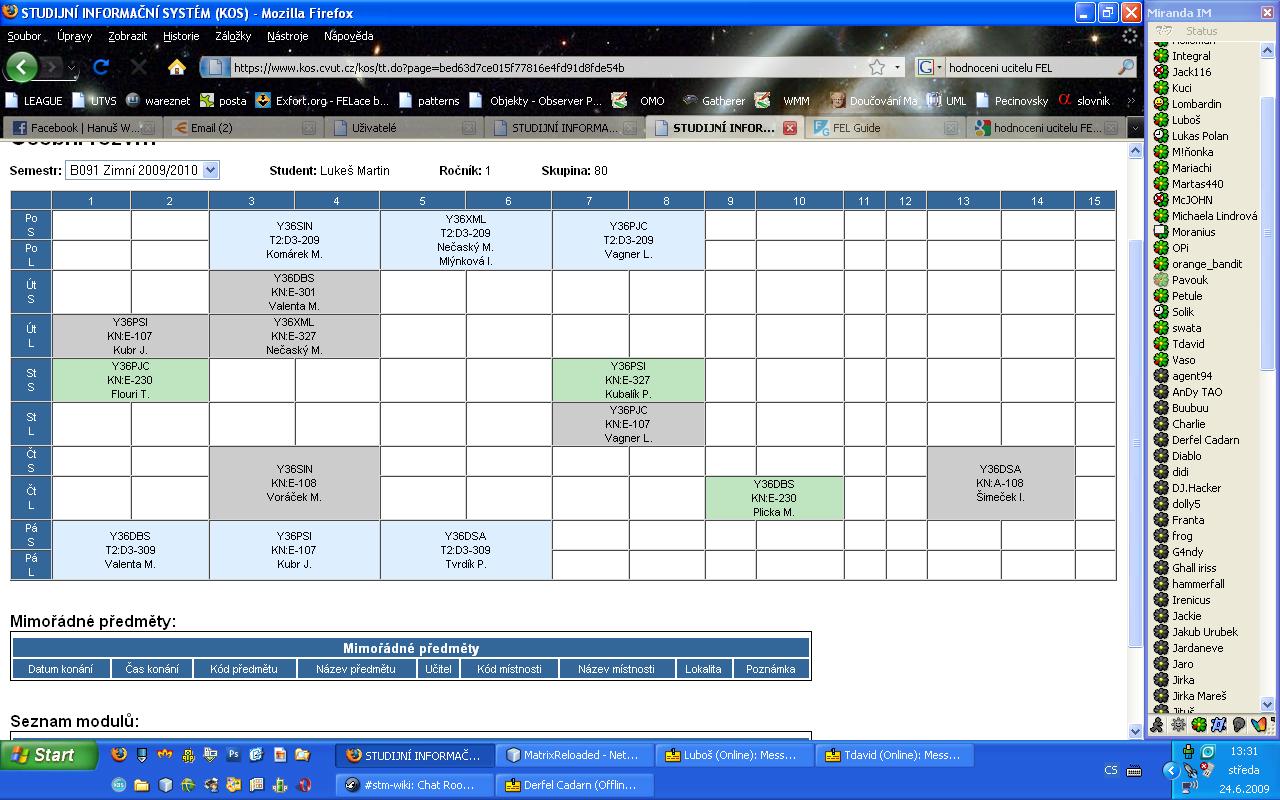 STUDIJNÍ INFORMAČNÍ SYSTÉM (KOS) - Mozilla Firefox
Soubor Úpravy Zobrazit Historie Záložky Nástroje Nápověda
https://www.kos.cvut.cz/kos/tt.do?page=bed63d7ce015f77816e4fd91d8fde54b
hodnoceni ucitelu FEL
LEAGUE UTVS wareznet posta Exfort.org - FELace b... patterns Objekty - Observer P... OMO Gatherer WMM Doučování Ma UML Pecinovsky slovnik
Facebook | Hanuš W... Email (2) Uživatelé STUDIJNÍ INFORMA... STUDIJNÍ INFOR... FEL Guide hodnoceni ucitelu FE...
Semestr: B091 Zimní 2009/2010 Student: Lukeš Martin Ročník: 1 Skupina: 80
1 2 3 4 5 6 7 8 9 10 11 12 13 14 15
Po S
Po L
Y36SIN
T2:D3-209
Komárek M.
Y36XML
T2:D3-209
Nečaský M.
Mlýnková I.
Y36PJC
T2:D3-209
Vagner L.
Út S
Y36DBS
KN:E-301
Valenta M.
Út L
Y36PSI
KN:E-107
Kubr J.
Y36XML
KN:E-327
Nečaský M.
St S
Y36PJC
KN:E-230
Flouri T.
Y36PSI
KN:E-327
Kubalík P.
St L
Y36PJC
KN:E-107
Vagner L.
Čt S
Čt L
Y36SIN
KN:E-108
Voráček M.
Y36DBS
KN:E-230
Plicka M.
Y36DSA
KN:A-108
Šimeček I.
Pá S
Pá L
Y36DBS
T2:D3-309
Valenta M.
Y36PSI
KN:E-107
Kubr J.
Y36DSA
T2:D3-309
Tvrdík P.
Mimořádné předměty:
Mimořádné předměty
Datum konání Čas konání Kód předmětu Název předmětu Učitel Kód místnosti Název místnosti Lokalita Poznámka
Seznam modulů:
Miranda IM
?? Status
Integral
Jack116
Kuci
Lombardin
Luboš
Lukas Polan
M!ñonka
Mariachi
Martas440
McJOHN
Michaela Lindrová
Moranius
OPi
orange_bandit
Pavouk
Petule
Solik
swata
Tdavid
Vaso
agent94
AnDy TAO
Buubuu
Charlie
Derfel Cadarn
Diablo
didi
DJ.Hacker
dolly5
Franta
frog
G4ndy
Ghall iriss
hammerfall
Irenicus
Jackie
Jakub Urubek
Jardaneve
Jaro
Jirka
Jirka Mareš
Jituš
Start
STUDIJNÍ INFORMAČ... MatrixReloaded - Net... Luboš (Online): Mess... Tdavid (Online): Mess...
#stm-wiki: Chat Roo... Derfel Cadarn (Offlin...
CS
13:31
středa
24.6.2009